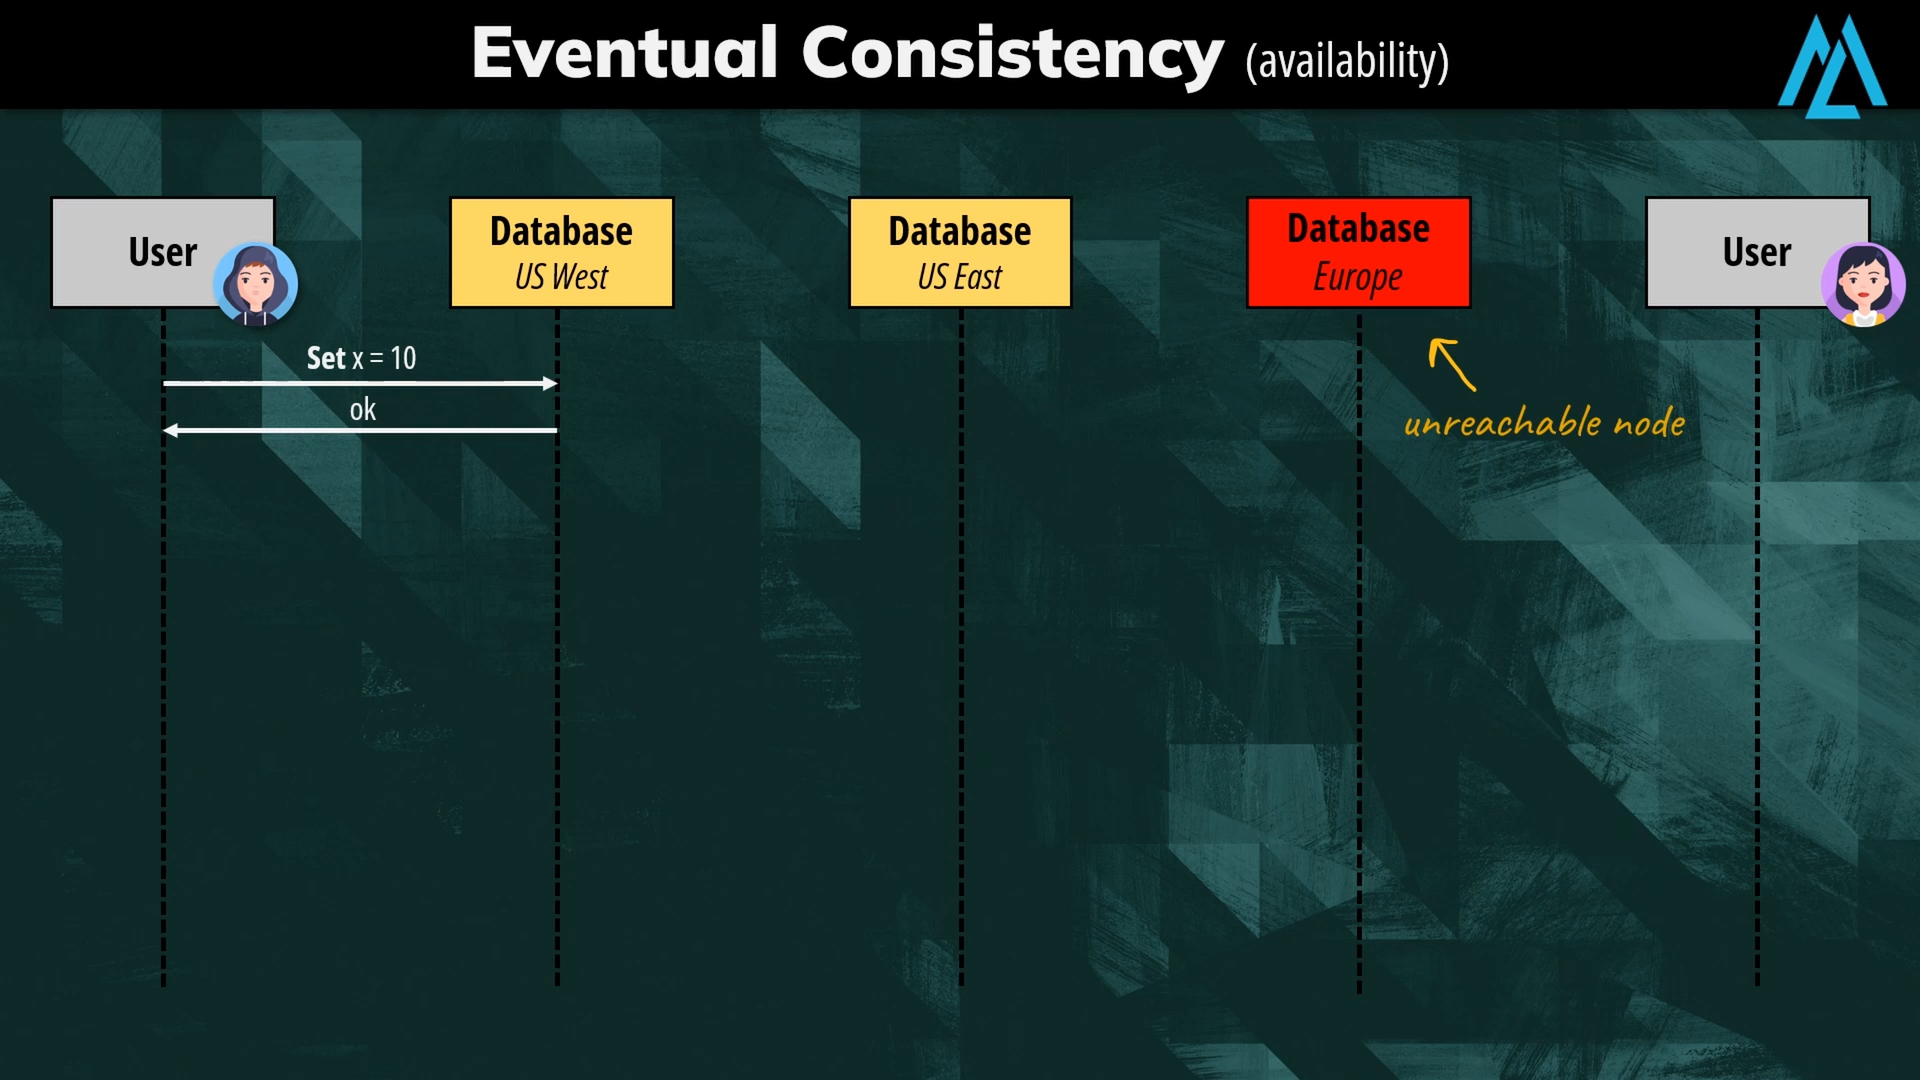 Eventual Consistency (availability)
User
Database
US West
Database
US East
Database
Europe
User
Set x = 10
ok
unreachable node